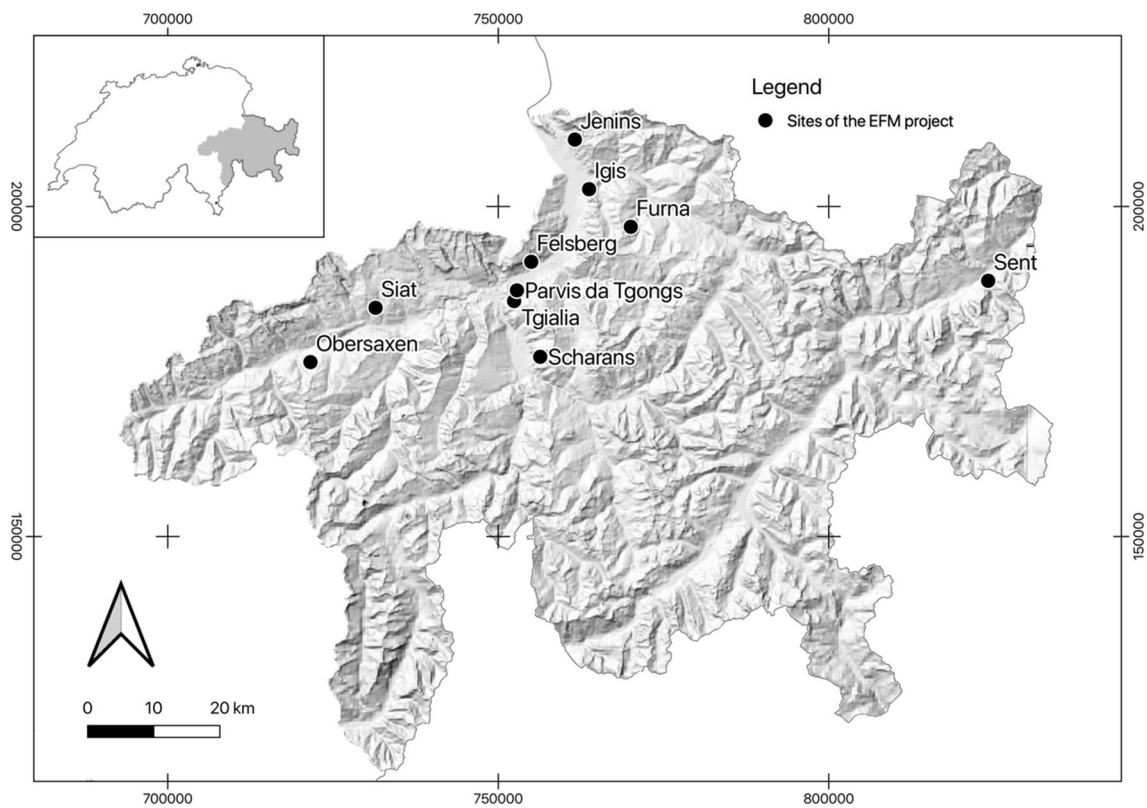 700000
750000
800000
Legend
Sites of the EFM project
Jenins
Igis
Furna
Felsberg
Sent
Siat
Parvis da Tgongs
Tgialia
Obersaxen
Scharans
200000
200000
150000
150000
0 10 20 km
700000
750000
800000